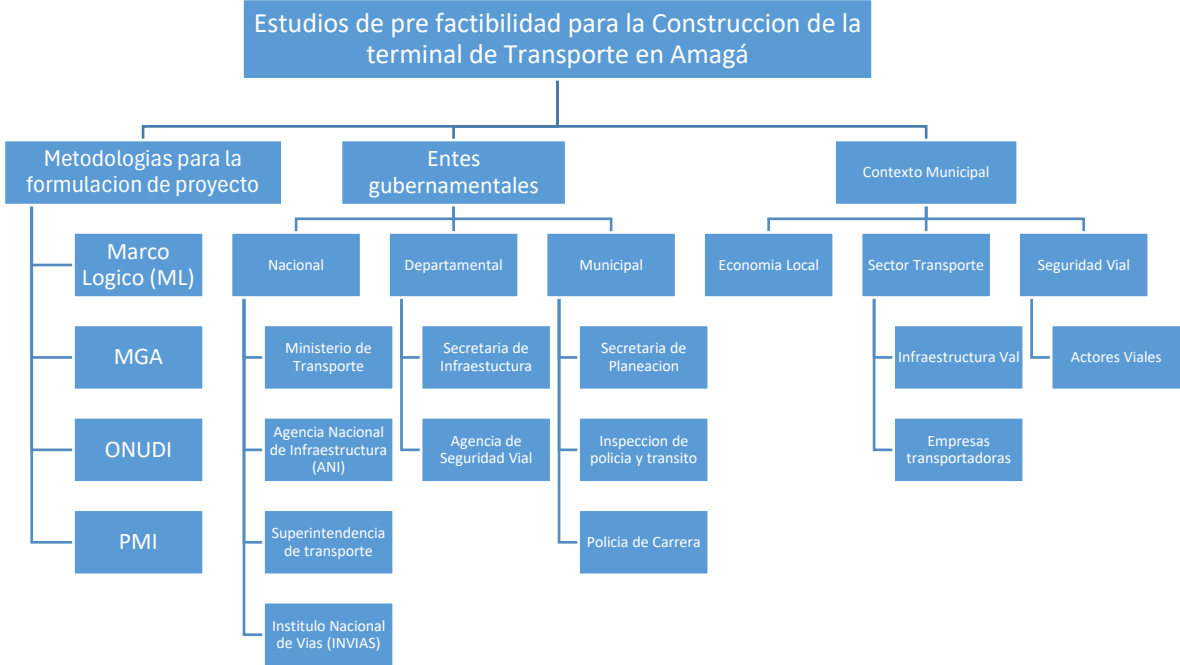 Estudios de pre factibilidad para la Construccion de la
terminal de Transporte en Amagá
Metodologias para la
formulacion de proyecto
Entes
gubernamentales
Contexto Municipal
Marco
Logico (ML)
Nacional
Departamental
Municipal
Economia Local
Sector Transporte
Seguridad Vial
MGA
Ministerio de
Transporte
Secretaria de
Infraestuctura
Secretaria de
Planeacion
Infraestructura Val
Actores Viales
ONUDI
Agencia Nacional
de Infraestructura
(ANI)
Agencia de
Seguridad Vial
Inspeccion de
policia y transito
Empresas
transportadoras
PMI
Superintendencia
de transporte
Policia de Carrera
Institulo Nacional
de Vias (INVIAS)